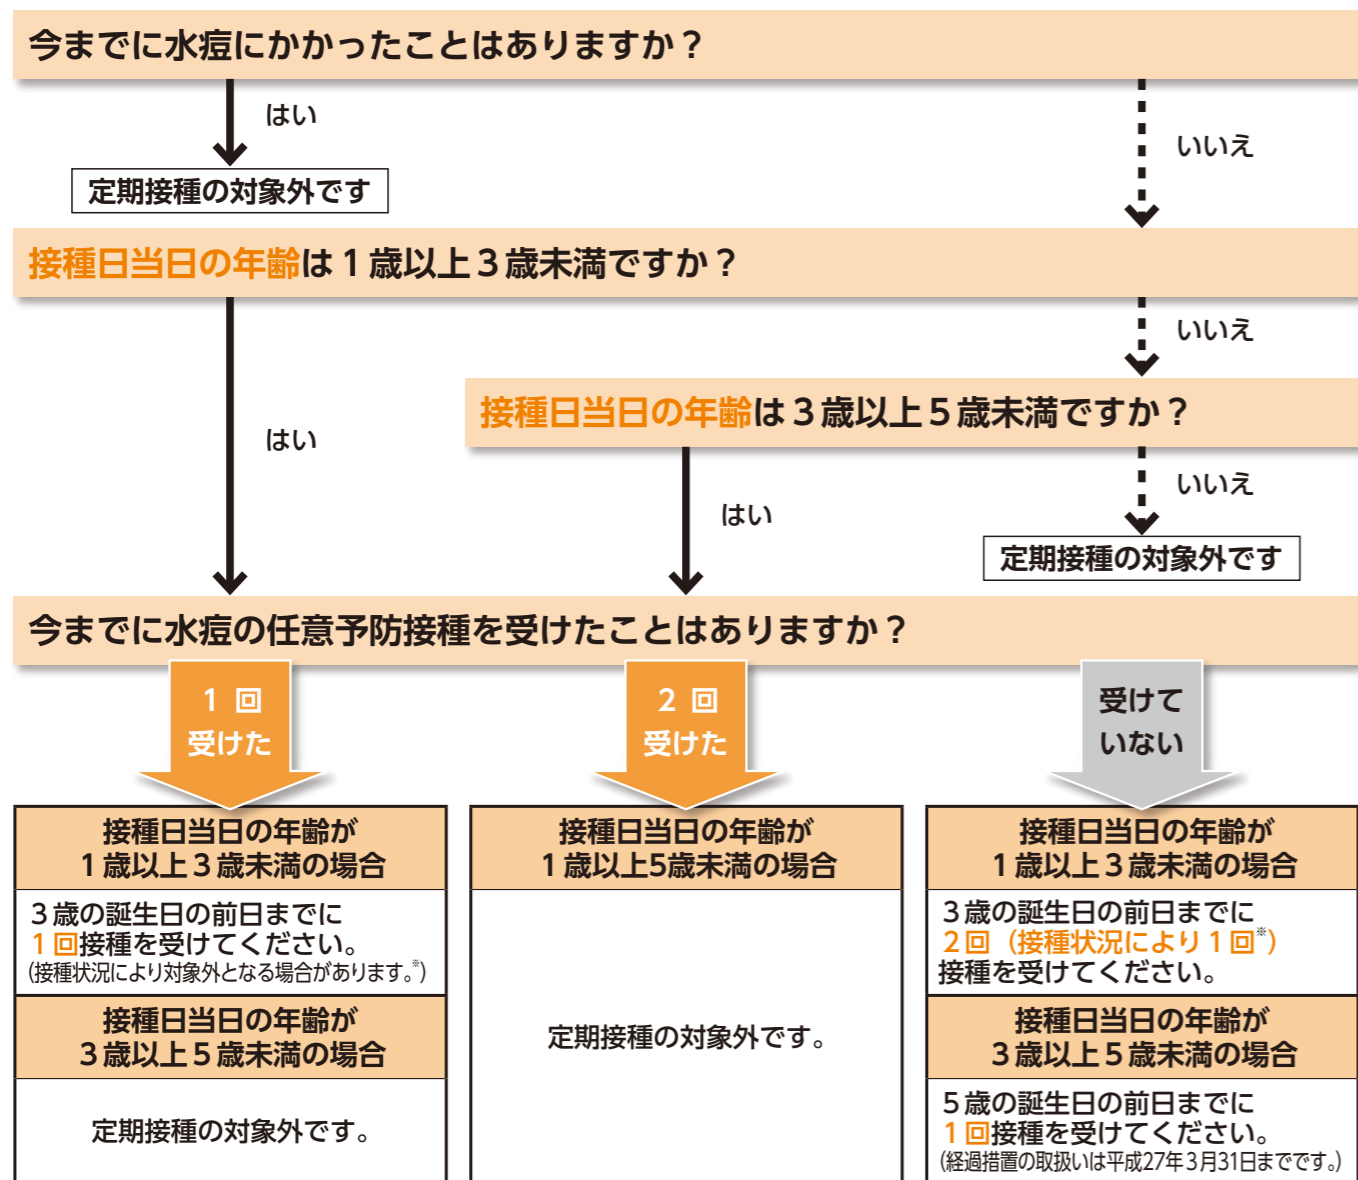 今までに水痘にかかったことはありますか？
はい
いいえ
定期接種の対象外です
接種日当日の年齢は１歳以上３歳未満ですか？
いいえ
はい
接種日当日の年齢は３歳以上５歳未満ですか？
はい
いいえ
定期接種の対象外です
今までに水痘の任意予防接種を受けたことはありますか？
１回
受けた
２回
受けた
受けて
いない
接種日当日の年齢が
１歳以上３歳未満の場合
３歳の誕生日の前日までに
１回接種を受けてください。
（接種状況により対象外となる場合があります。※）
接種日当日の年齢が
３歳以上５歳未満の場合
定期接種の対象外です。
接種日当日の年齢が
１歳以上5歳未満の場合
定期接種の対象外です。
接種日当日の年齢が
１歳以上３歳未満の場合
３歳の誕生日の前日までに
２回（接種状況により１回※）
接種を受けてください。
接種日当日の年齢が
３歳以上５歳未満の場合
５歳の誕生日の前日までに
１回接種を受けてください。
（経過措置の取扱いは平成27年３月31日までです。）